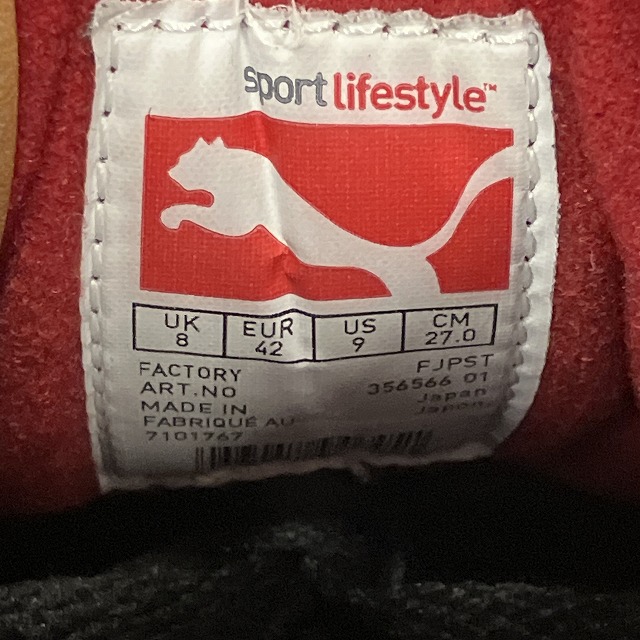 sport lifestyle™
UK EUR US CM
8 42 9 27.0
FACTORY FJPST
ART.NO 356566 01
MADE IN Japan
FABRIQUÉ AU Japon
7101767